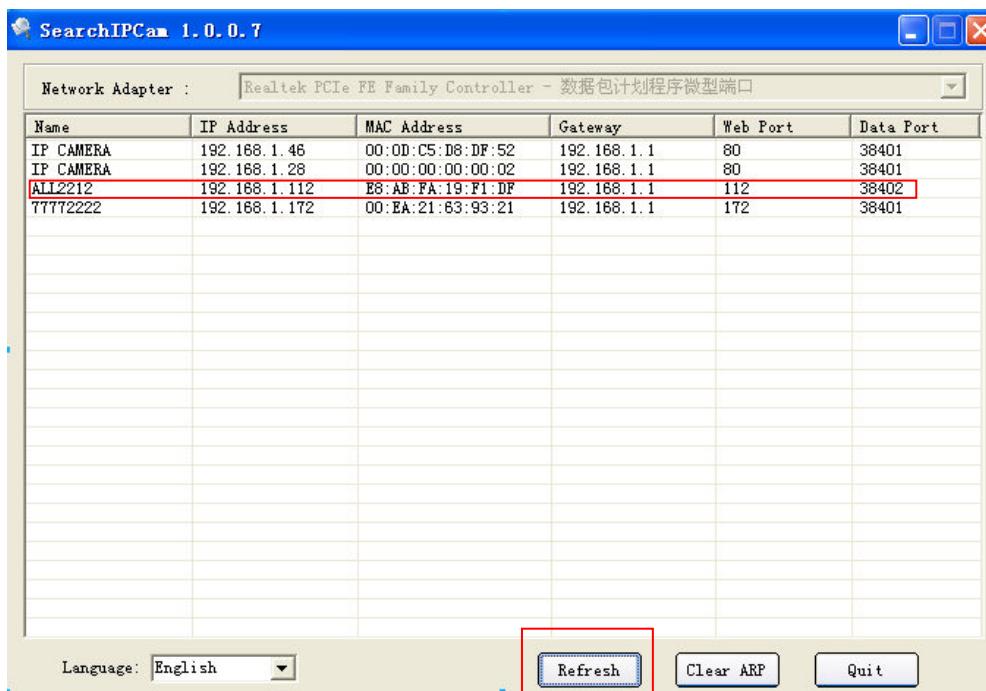 SearchIPCam 1.0.0.7
Network Adapter : Realtek PCIe FE Family Controller - 数据包计划程序微型端口
Name IP Address MAC Address Gateway Web Port Data Port
IP CAMERA 192.168.1.46 00:0D:C5:D8:DF:52 192.168.1.1 80 38401
IP CAMERA 192.168.1.28 00:00:00:00:00:02 192.168.1.1 80 38401
ALL2212 192.168.1.112 E8:AB:FA:19:F1:DF 192.168.1.1 112 38402
77772222 192.168.1.172 00:EA:21:63:93:21 192.168.1.1 172 38401
Language: English Refresh Clear ARP Quit